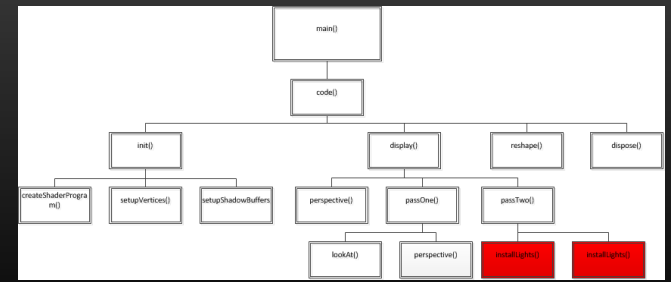 main()
code()
init()
display()
reshape()
dispose()
createShaderProgra
m()
setupVertices()
setupShadowBuffers
perspective()
passOne()
passTwo()
lookAt()
perspective()
installLights()
installLights()